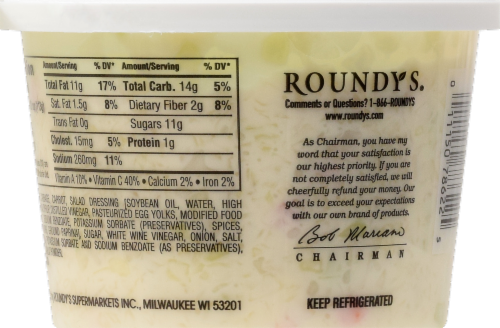 Amount/Serving % DV* Amount/Serving % DV*
Total Fat 11g 17% Total Carb. 14g 5%
Sat. Fat 1.5g 8% Dietary Fiber 2g 8%
Trans Fat 0g Sugars 11g
Cholest. 15mg 5% Protein 1g
Sodium 260mg 11%
Vitamin A 10% • Vitamin C 40% • Calcium 2% • Iron 2%
CARROT, SALAD DRESSING (SOYBEAN OIL, WATER, HIGH
DISTILLED VINEGAR, PASTEURIZED EGG YOLKS, MODIFIED FOOD
POTASSIUM SORBATE (PRESERVATIVE), SPICES,
SUGAR, WHITE WINE VINEGAR, ONION, SALT,
SORBATE AND SODIUM BENZOATE (AS PRESERVATIVES).
ROUNDY'S SUPERMARKETS INC., MILWAUKEE WI 53201
ROUNDY'S.
Comments or Questions? 1-866-ROUNDYS
www.roundys.com
As Chairman, you have my
word that your satisfaction is
our highest priority. If you are
not completely satisfied, we will
cheerfully refund your money. Our
goal is to exceed your expectations
with our own brand of products.
Bob Mariano
CHAIRMAN
KEEP REFRIGERATED